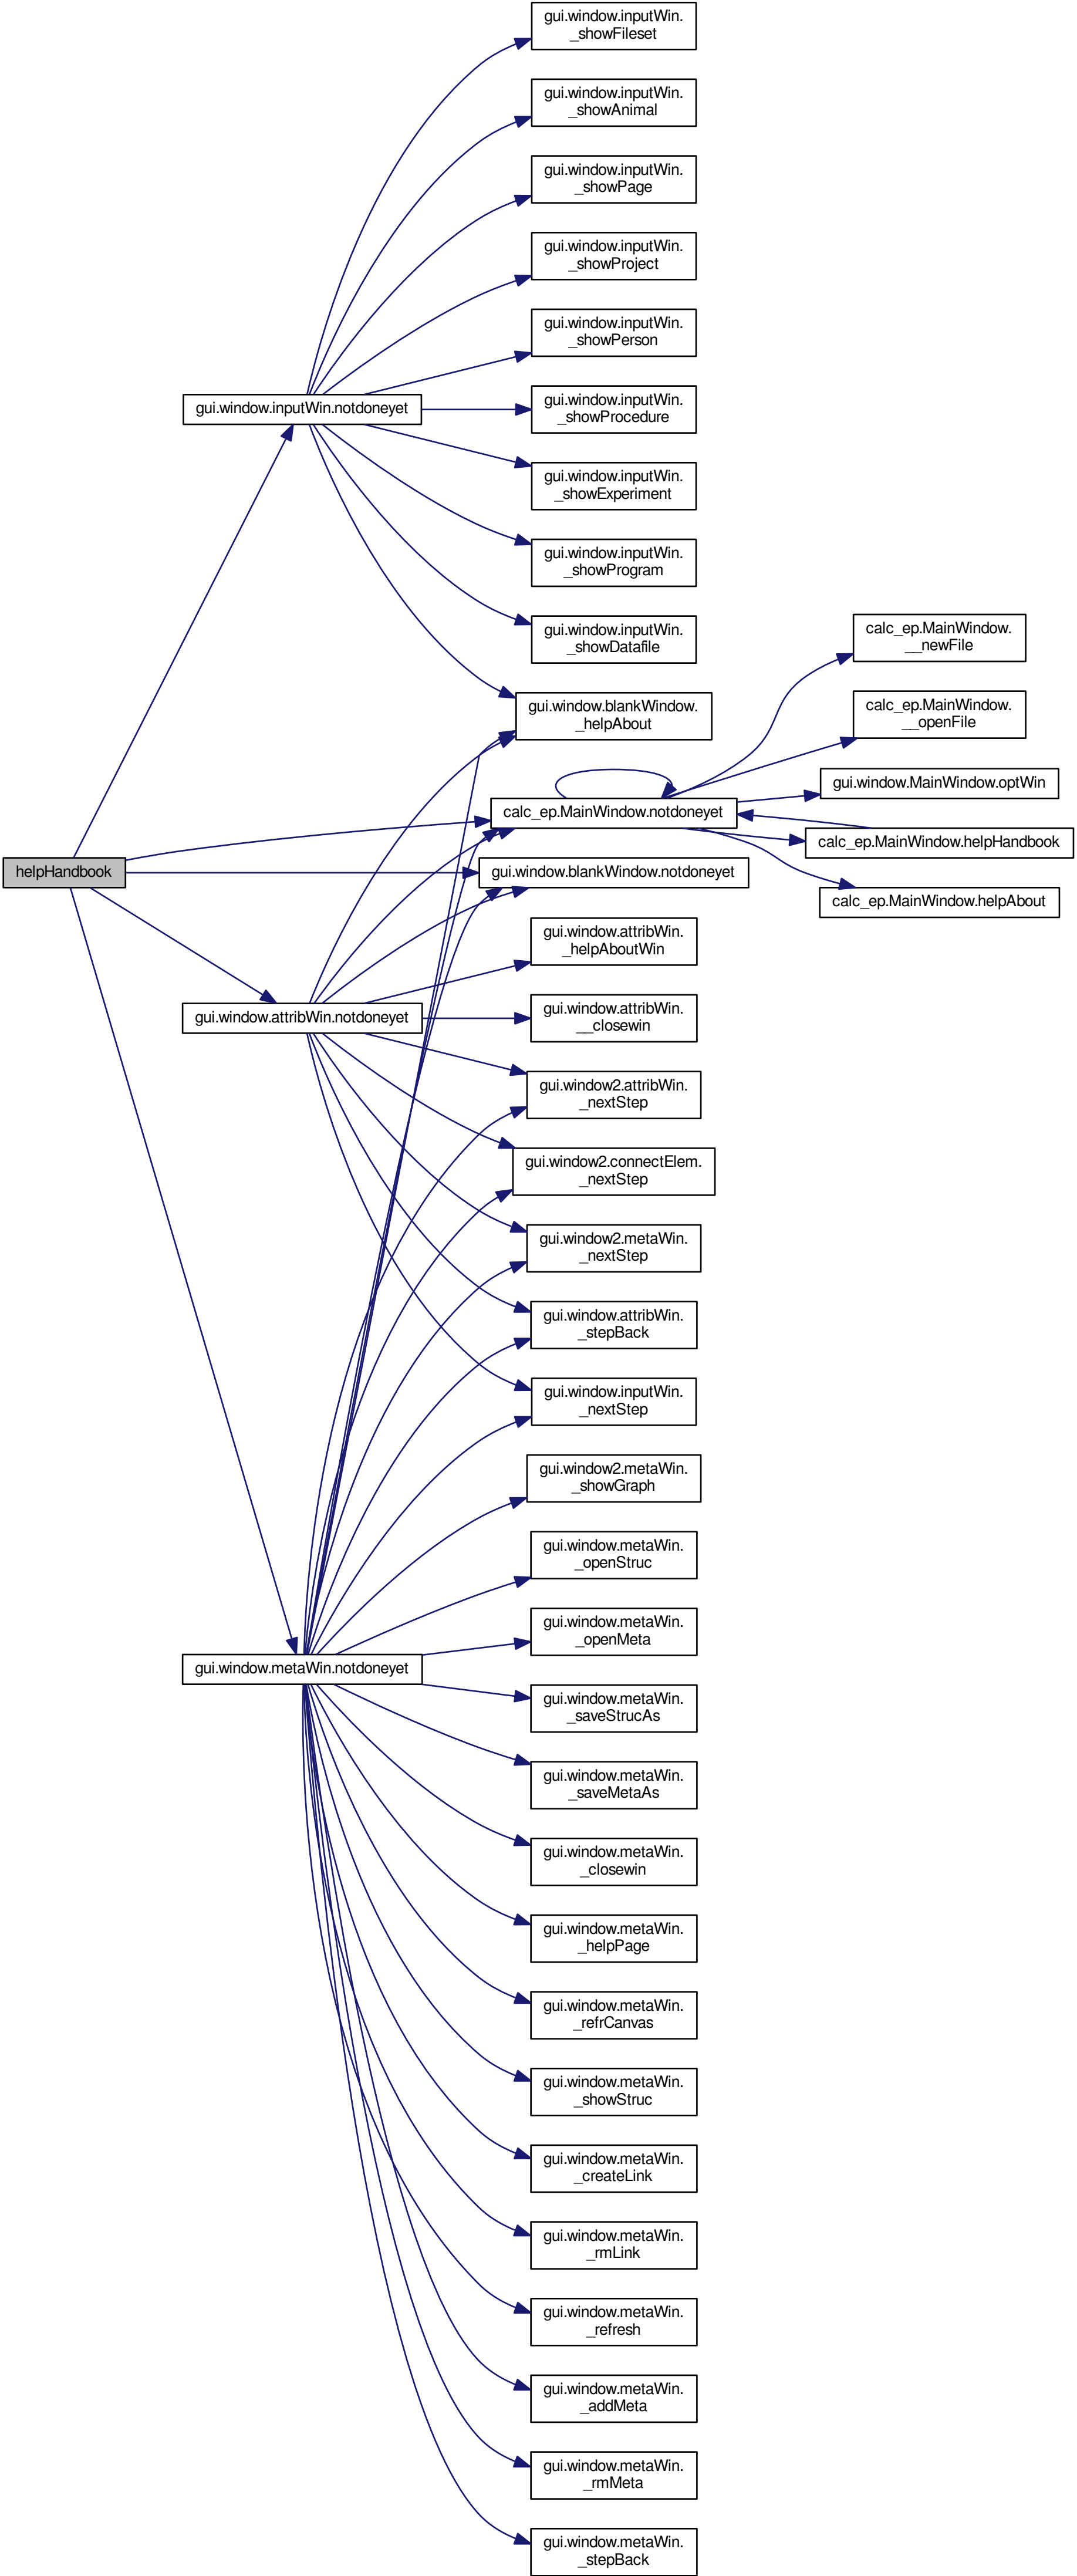 gui.window.inputWin.
_showFileset
gui.window.inputWin.
_showAnimal
gui.window.inputWin.
_showPage
gui.window.inputWin.
_showProject
gui.window.inputWin.
_showPerson
gui.window.inputWin.notdoneyet
gui.window.inputWin.
_showProcedure
gui.window.inputWin.
_showExperiment
gui.window.inputWin.
_showProgram
gui.window.inputWin.
_showDatafile
calc_ep.MainWindow.
__newFile
gui.window.blankWindow.
_helpAbout
calc_ep.MainWindow.
__openFile
gui.window.MainWindow.optWin
calc_ep.MainWindow.notdoneyet
calc_ep.MainWindow.helpHandbook
helpHandbook
gui.window.blankWindow.notdoneyet
calc_ep.MainWindow.helpAbout
gui.window.attribWin.
_helpAboutWin
gui.window.attribWin.notdoneyet
gui.window.attribWin.
__closewin
gui.window2.attribWin.
_nextStep
gui.window2.connectElem.
_nextStep
gui.window2.metaWin.
_nextStep
gui.window.attribWin.
_stepBack
gui.window.inputWin.
_nextStep
gui.window2.metaWin.
_showGraph
gui.window.metaWin.
_openStruc
gui.window.metaWin.
_openMeta
gui.window.metaWin.notdoneyet
gui.window.metaWin.
_saveStrucAs
gui.window.metaWin.
_saveMetaAs
gui.window.metaWin.
_closewin
gui.window.metaWin.
_helpPage
gui.window.metaWin.
_refrCanvas
gui.window.metaWin.
_showStruc
gui.window.metaWin.
_createLink
gui.window.metaWin.
_rmLink
gui.window.metaWin.
_refresh
gui.window.metaWin.
_addMeta
gui.window.metaWin.
_rmMeta
gui.window.metaWin.
_stepBack